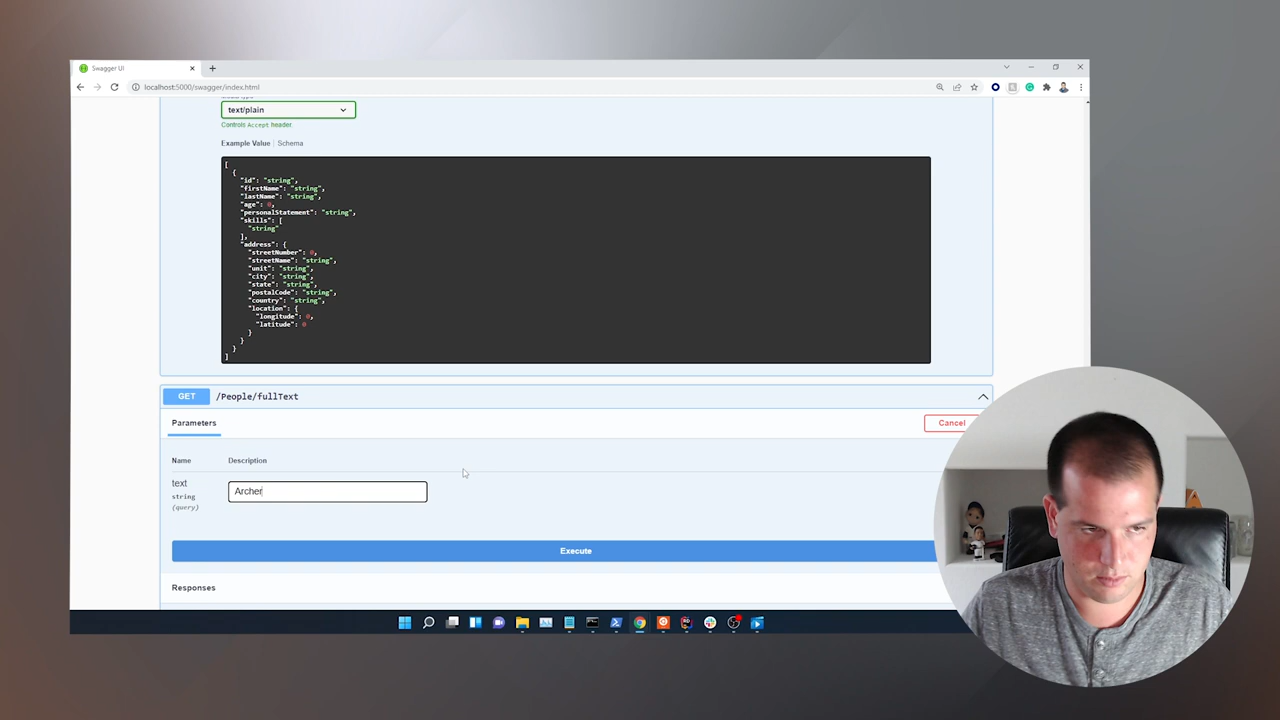 Swagger UI
localhost:5000/swagger/index.html
text/plain
Controls Accept header.
Example Value Schema
[
{
"id": "string",
"firstName": "string",
"lastName": "string",
"age": 0,
"personalStatement": "string",
"skills": [
"string"
],
"address": {
"streetNumber": 0,
"streetName": "string",
"unit": "string",
"city": "string",
"state": "string",
"postalCode": "string",
"country": "string",
"location": {
"longitude": 0,
"latitude": 0
}
}
}
]
GET /People/fullText
Parameters Cancel
Name Description
text
string
(query)
Archer
Execute
Responses